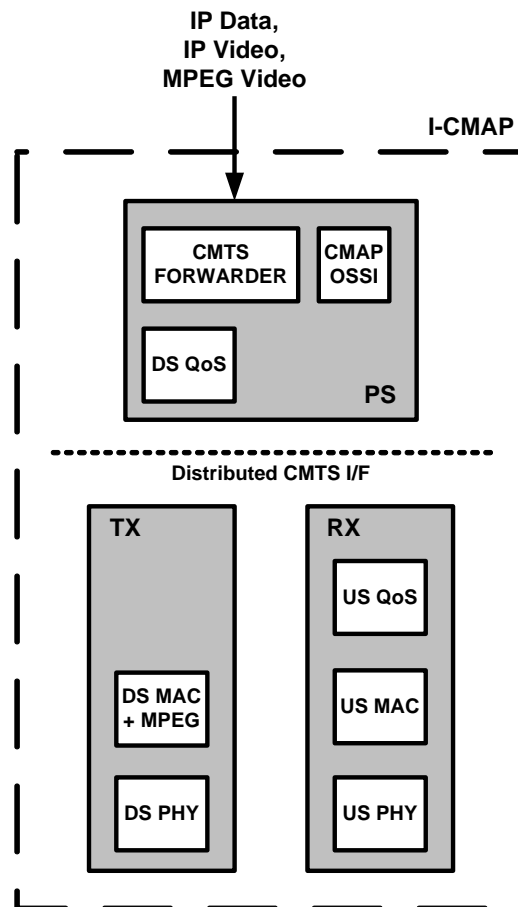 IP Data,
IP Video,
MPEG Video
I-CMAP
CMTS
FORWARDER
CMAP
OSSI
DS QoS
PS
Distributed CMTS I/F
TX
RX
US QoS
DS MAC
+ MPEG
US MAC
DS PHY
US PHY